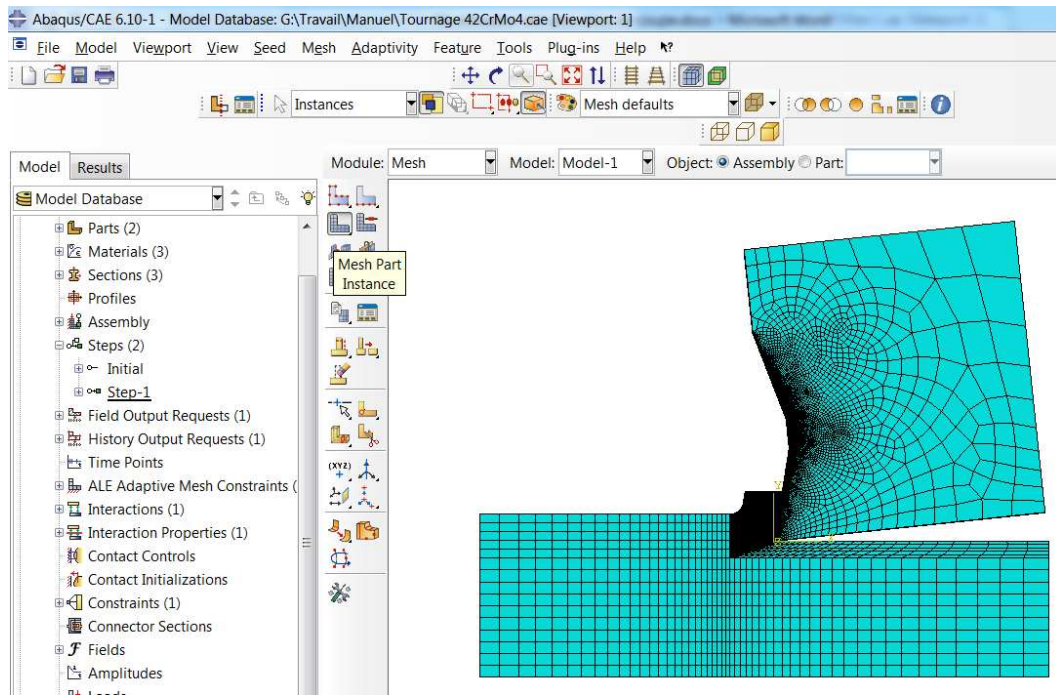 Abaqus/CAE 6.10-1 - Model Database: G:\Travail\Manuel\Tournage 42CrMo4.cae [Viewport: 1]
File Model Viewport View Seed Mesh Adaptivity Feature Tools Plug-ins Help
Instances
Mesh defaults
Model Results
Module: Mesh Model: Model-1 Object: Assembly Part:
Model Database
Parts (2)
Materials (3)
Sections (3)
Profiles
Assembly
Steps (2)
Initial
Step-1
Field Output Requests (1)
History Output Requests (1)
Time Points
ALE Adaptive Mesh Constraints (
Interactions (1)
Interaction Properties (1)
Contact Controls
Contact Initializations
Constraints (1)
Connector Sections
Fields
Amplitudes
Mesh Part
Instance
(XYZ)
Y